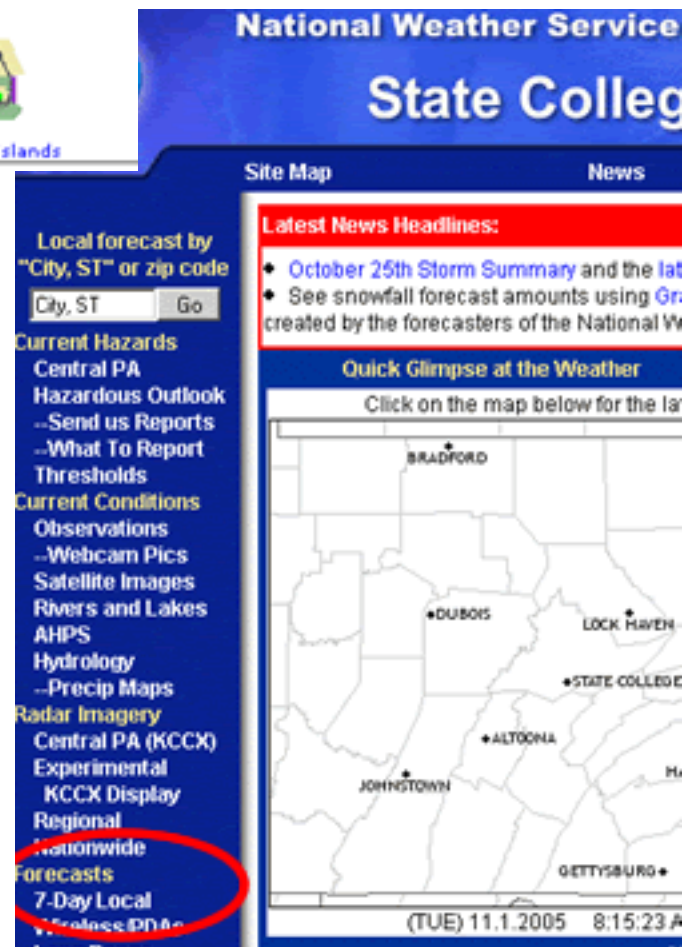 National Weather Service
State Colleg
slands
Site Map News
Local forecast by
"City, ST" or zip code
City, ST Go
Current Hazards
Central PA
Hazardous Outlook
--Send us Reports
--What To Report
Thresholds
Current Conditions
Observations
--Webcam Pics
Satellite Images
Rivers and Lakes
AHPS
Hydrology
--Precip Maps
Radar Imagery
Central PA (KCCX)
Experimental
KCCX Display
Regional
Nationwide
Forecasts
7-Day Local
Wireless/PDAs
Latest News Headlines:
• October 25th Storm Summary and the lat
• See snowfall forecast amounts using Gra
created by the forecasters of the National W
Quick Glimpse at the Weather
Click on the map below for the lat
BRADFORD
DUBOIS
LOCK HAVEN
STATE COLLEGE
ALTOONA
JOHNSTOWN
HA
GETTYSBURG
(TUE) 11.1.2005 8:15:23 A